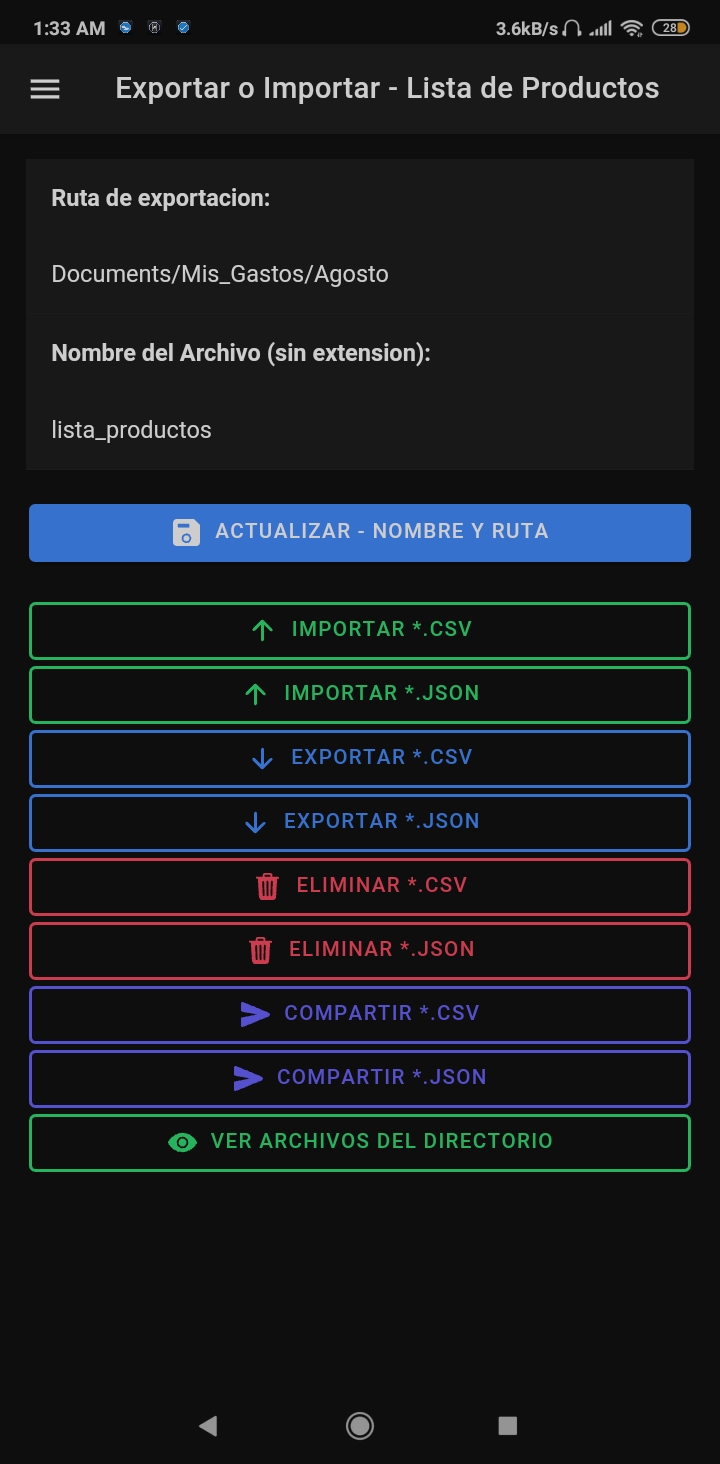 1:33 AM 3.6kB/s 28
Exportar o Importar - Lista de Productos
Ruta de exportacion:
Documents/Mis_Gastos/Agosto
Nombre del Archivo (sin extension):
lista_productos
ACTUALIZAR - NOMBRE Y RUTA
IMPORTAR *.CSV
IMPORTAR *.JSON
EXPORTAR *.CSV
EXPORTAR *.JSON
ELIMINAR *.CSV
ELIMINAR *.JSON
COMPARTIR *.CSV
COMPARTIR *.JSON
VER ARCHIVOS DEL DIRECTORIO